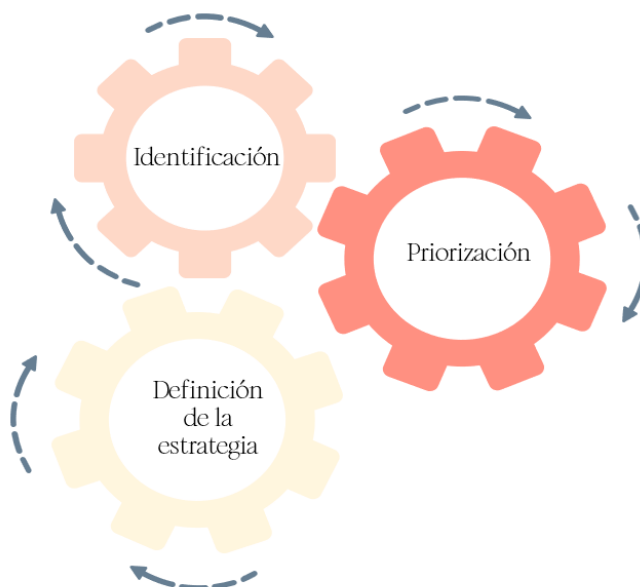 Identificación
Priorización
Definición
de la
estrategia